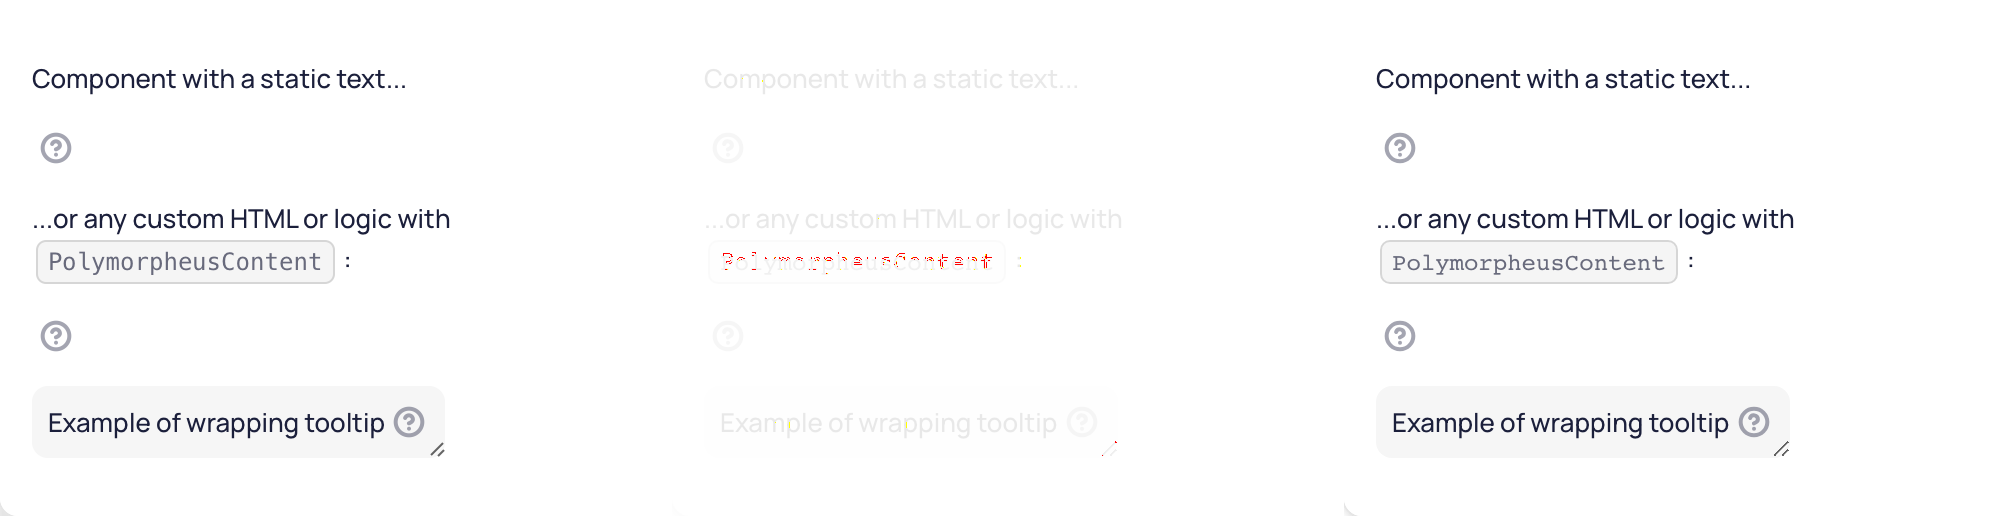 Component with a static text...
...or any custom HTML or logic with
PolymorpheusContent :
Example of wrapping tooltip
Component with a static text...
...or any custom HTML or logic with
PolymorpheusContent :
Example of wrapping tooltip
Component with a static text...
...or any custom HTML or logic with
PolymorpheusContent :
Example of wrapping tooltip